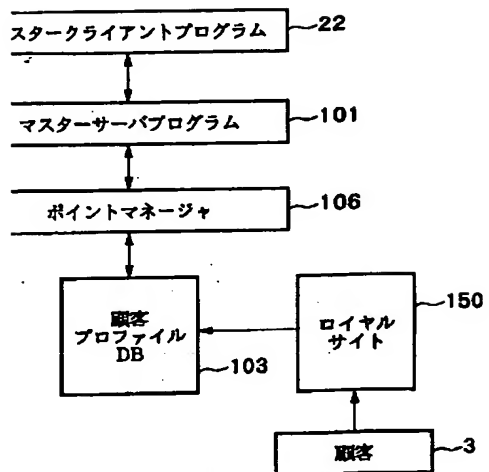 スタークライアントプログラム
22
マスターサーバプログラム
101
ポイントマネージャ
106
顧客
プロファイル
DB
103
ロイヤル
サイト
150
顧客
3